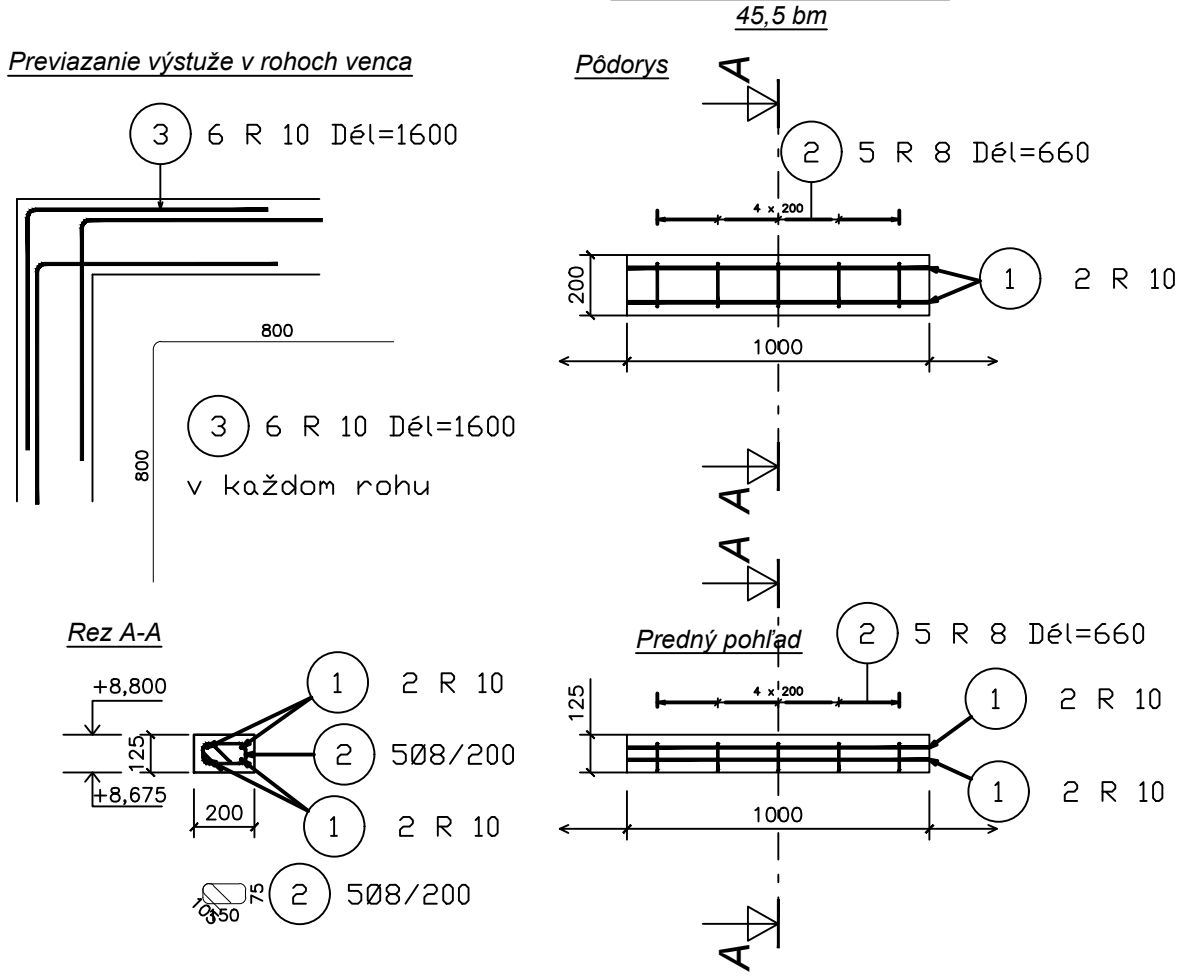 45,5 bm
Previazanie výstuže v rohoch venca
3 6 R 10 Dél=1600
800
800
3 6 R 10 Dél=1600
v každom rohu
Pôdorys
A
2 5 R 8 Dél=660
4 x 200
200
1 2 R 10
1000
A
Rez A-A
+8,800
+8,675
125
200
1 2 R 10
2 5Ø8/200
1 2 R 10
75
150
2 5Ø8/200
A
Predný pohľad
2 5 R 8 Dél=660
4 x 200
125
1 2 R 10
1 2 R 10
1000
A